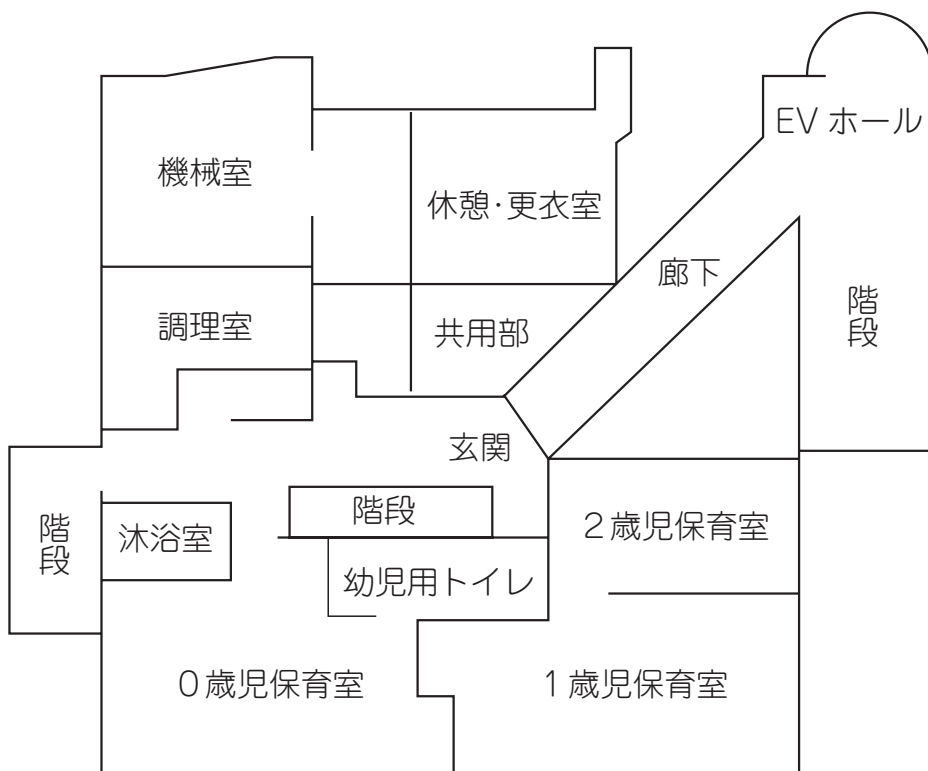 EV ホール
機械室
休憩・更衣室
廊下
階段
調理室
共用部
玄関
階段
2歳児保育室
階段
沐浴室
幼児用トイレ
0歳児保育室
1歳児保育室